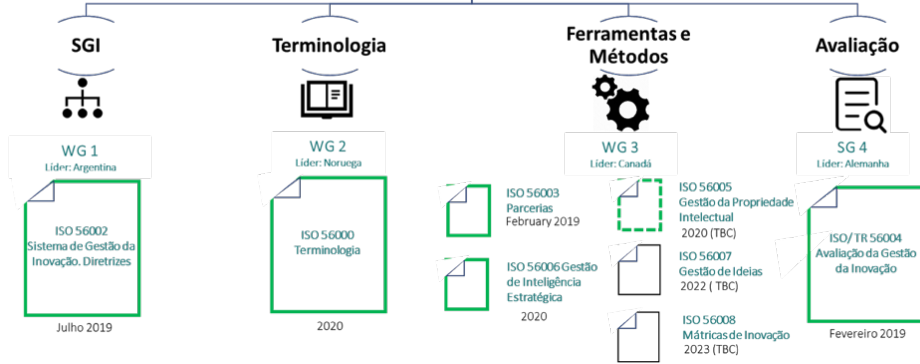 SGI
WG 1
Líder: Argentina
ISO 56002
Sistema de Gestão da
Inovação. Diretrizes
Julho 2019
Terminologia
WG 2
Líder: Noruega
ISO 56000
Terminologia
2020
Ferramentas e
Métodos
WG 3
Líder: Canadá
ISO 56003
Parcerias
February 2019
ISO 56006 Gestão
de Inteligência
Estratégica
2020
ISO 56005
Gestão da Propriedade
Intelectual
2020 (TBC)
ISO 56007
Gestão de Ideias
2022 ( TBC)
ISO 56008
Mátricas de Inovação
2023 (TBC)
Avaliação
SG 4
Líder: Alemanha
ISO/ TR 56004
Avaliação da Gestão
da Inovação
Fevereiro 2019